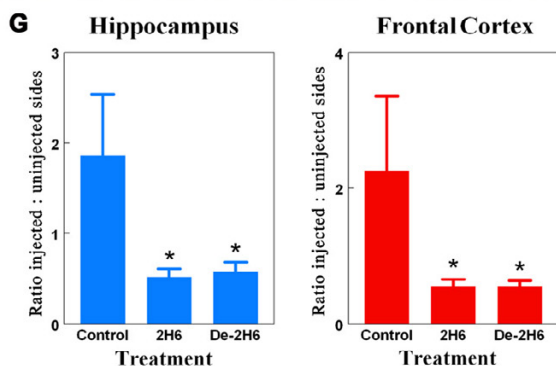 G
Hippocampus
Ratio injected : uninjected sides
3
2
1
0
* *
Control 2H6 De-2H6
Treatment
Frontal Cortex
Ratio injected : uninjected sides
4
2
0
* *
Control 2H6 De-2H6
Treatment